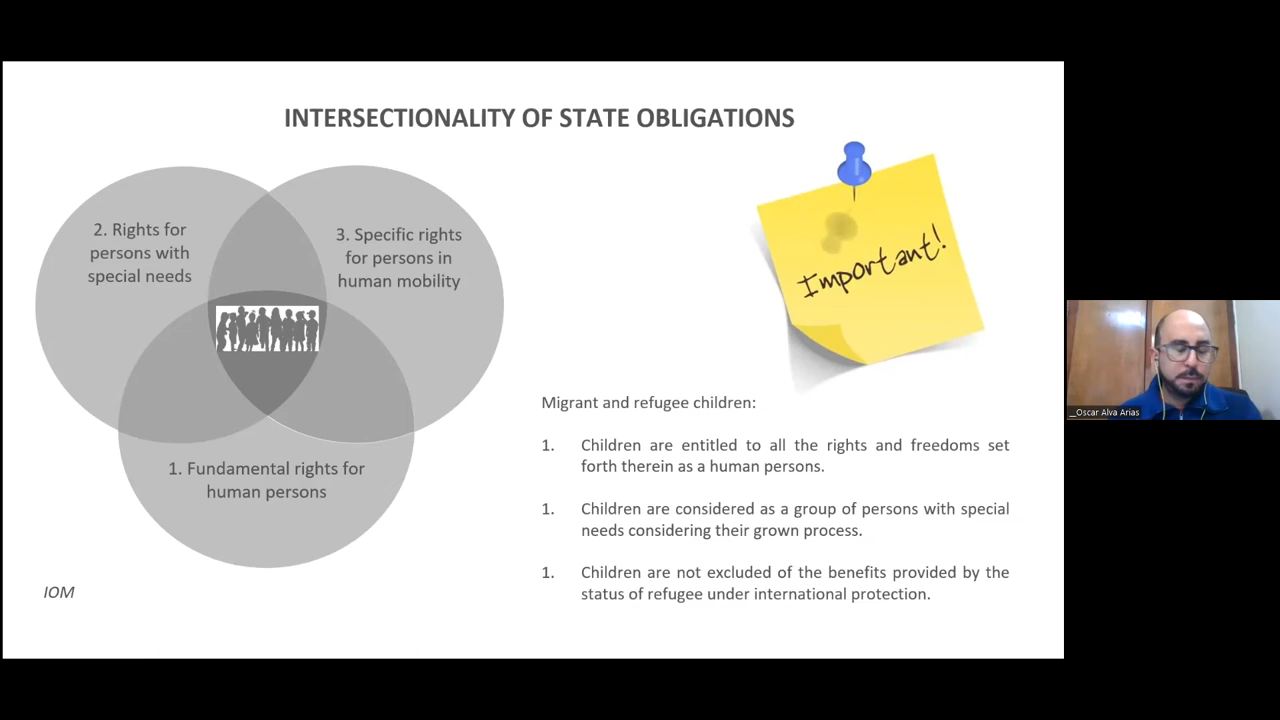 INTERSECTIONALITY OF STATE OBLIGATIONS
2. Rights for
persons with
special needs
3. Specific rights
for persons in
human mobility
1. Fundamental rights for
human persons
IOM
Important!
Migrant and refugee children:
1. Children are entitled to all the rights and freedoms set
forth therein as a human persons.
1. Children are considered as a group of persons with special
needs considering their grown process.
1. Children are not excluded of the benefits provided by the
status of refugee under international protection.
__Oscar Alva Arias